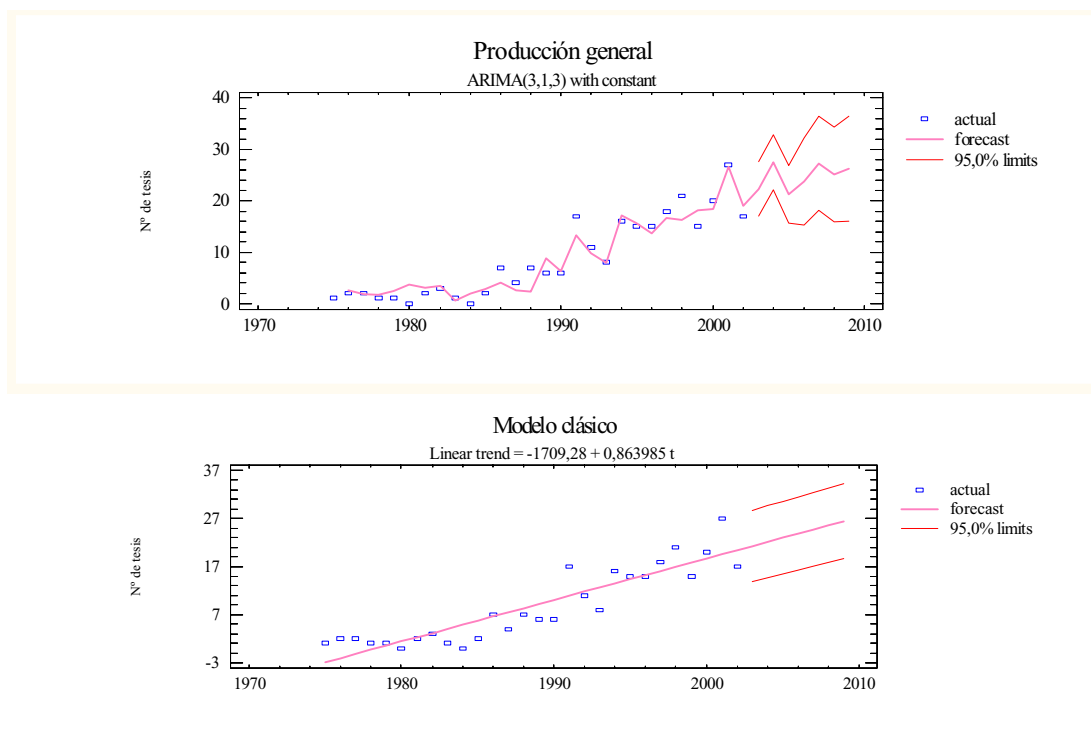 Producción general
ARIMA(3,1,3) with constant
40
30
20
10
0
Nº de tesis
1970
1980
1990
2000
2010
actual
forecast
95,0% limits
Modelo clásico
Linear trend = -1709,28 + 0,863985 t
37
27
17
7
-3
Nº de tesis
1970
1980
1990
2000
2010
actual
forecast
95,0% limits